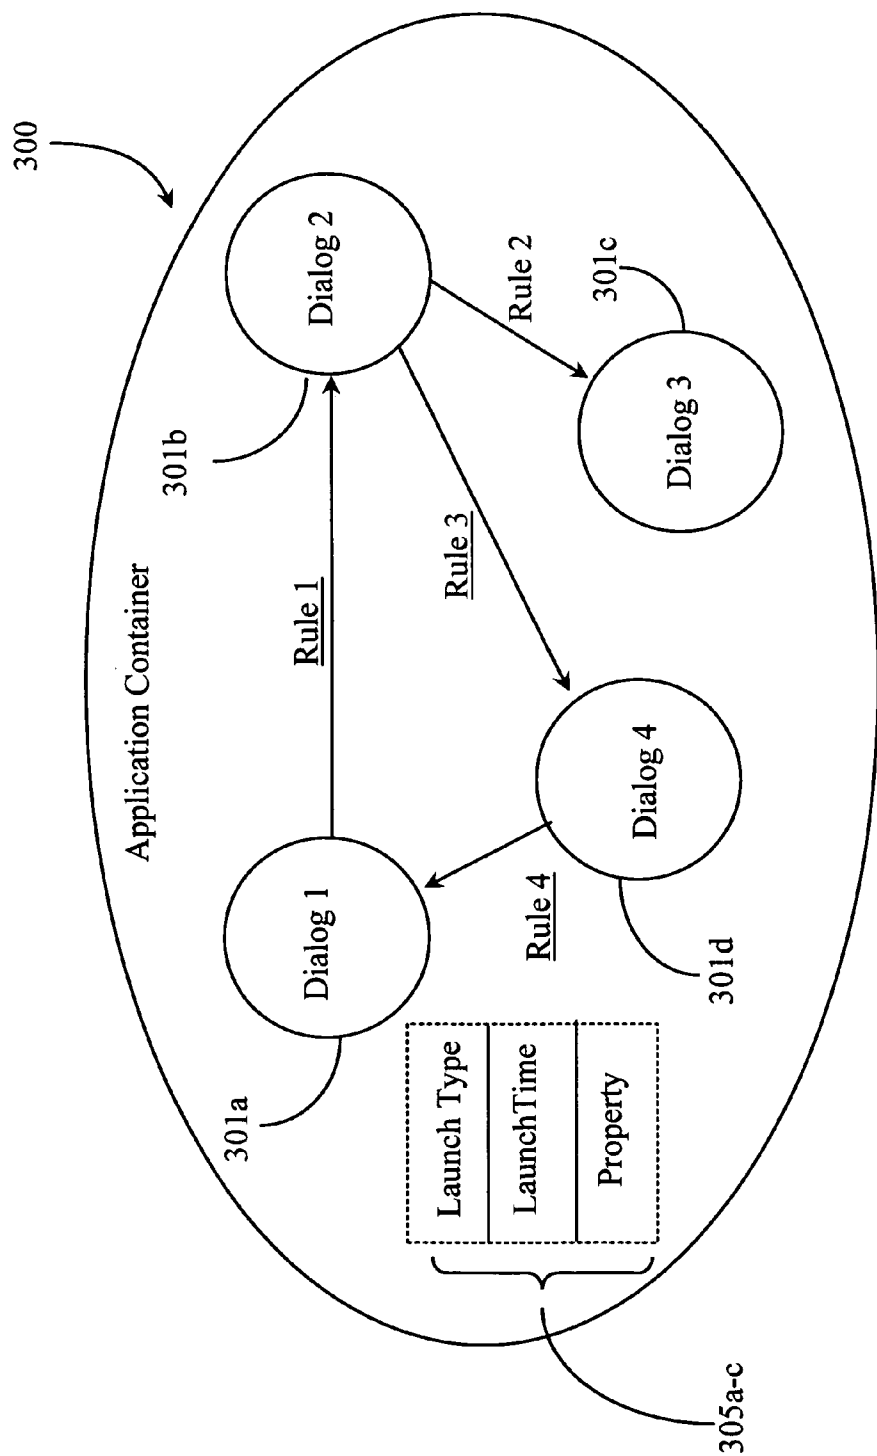 300
Application Container
Dialog 1
Rule 1
Dialog 2
301b
301a
Rule 3
Rule 2
301c
Launch Type
LaunchTime
Property
Rule 4
Dialog 4
Dialog 3
301d
305a-c